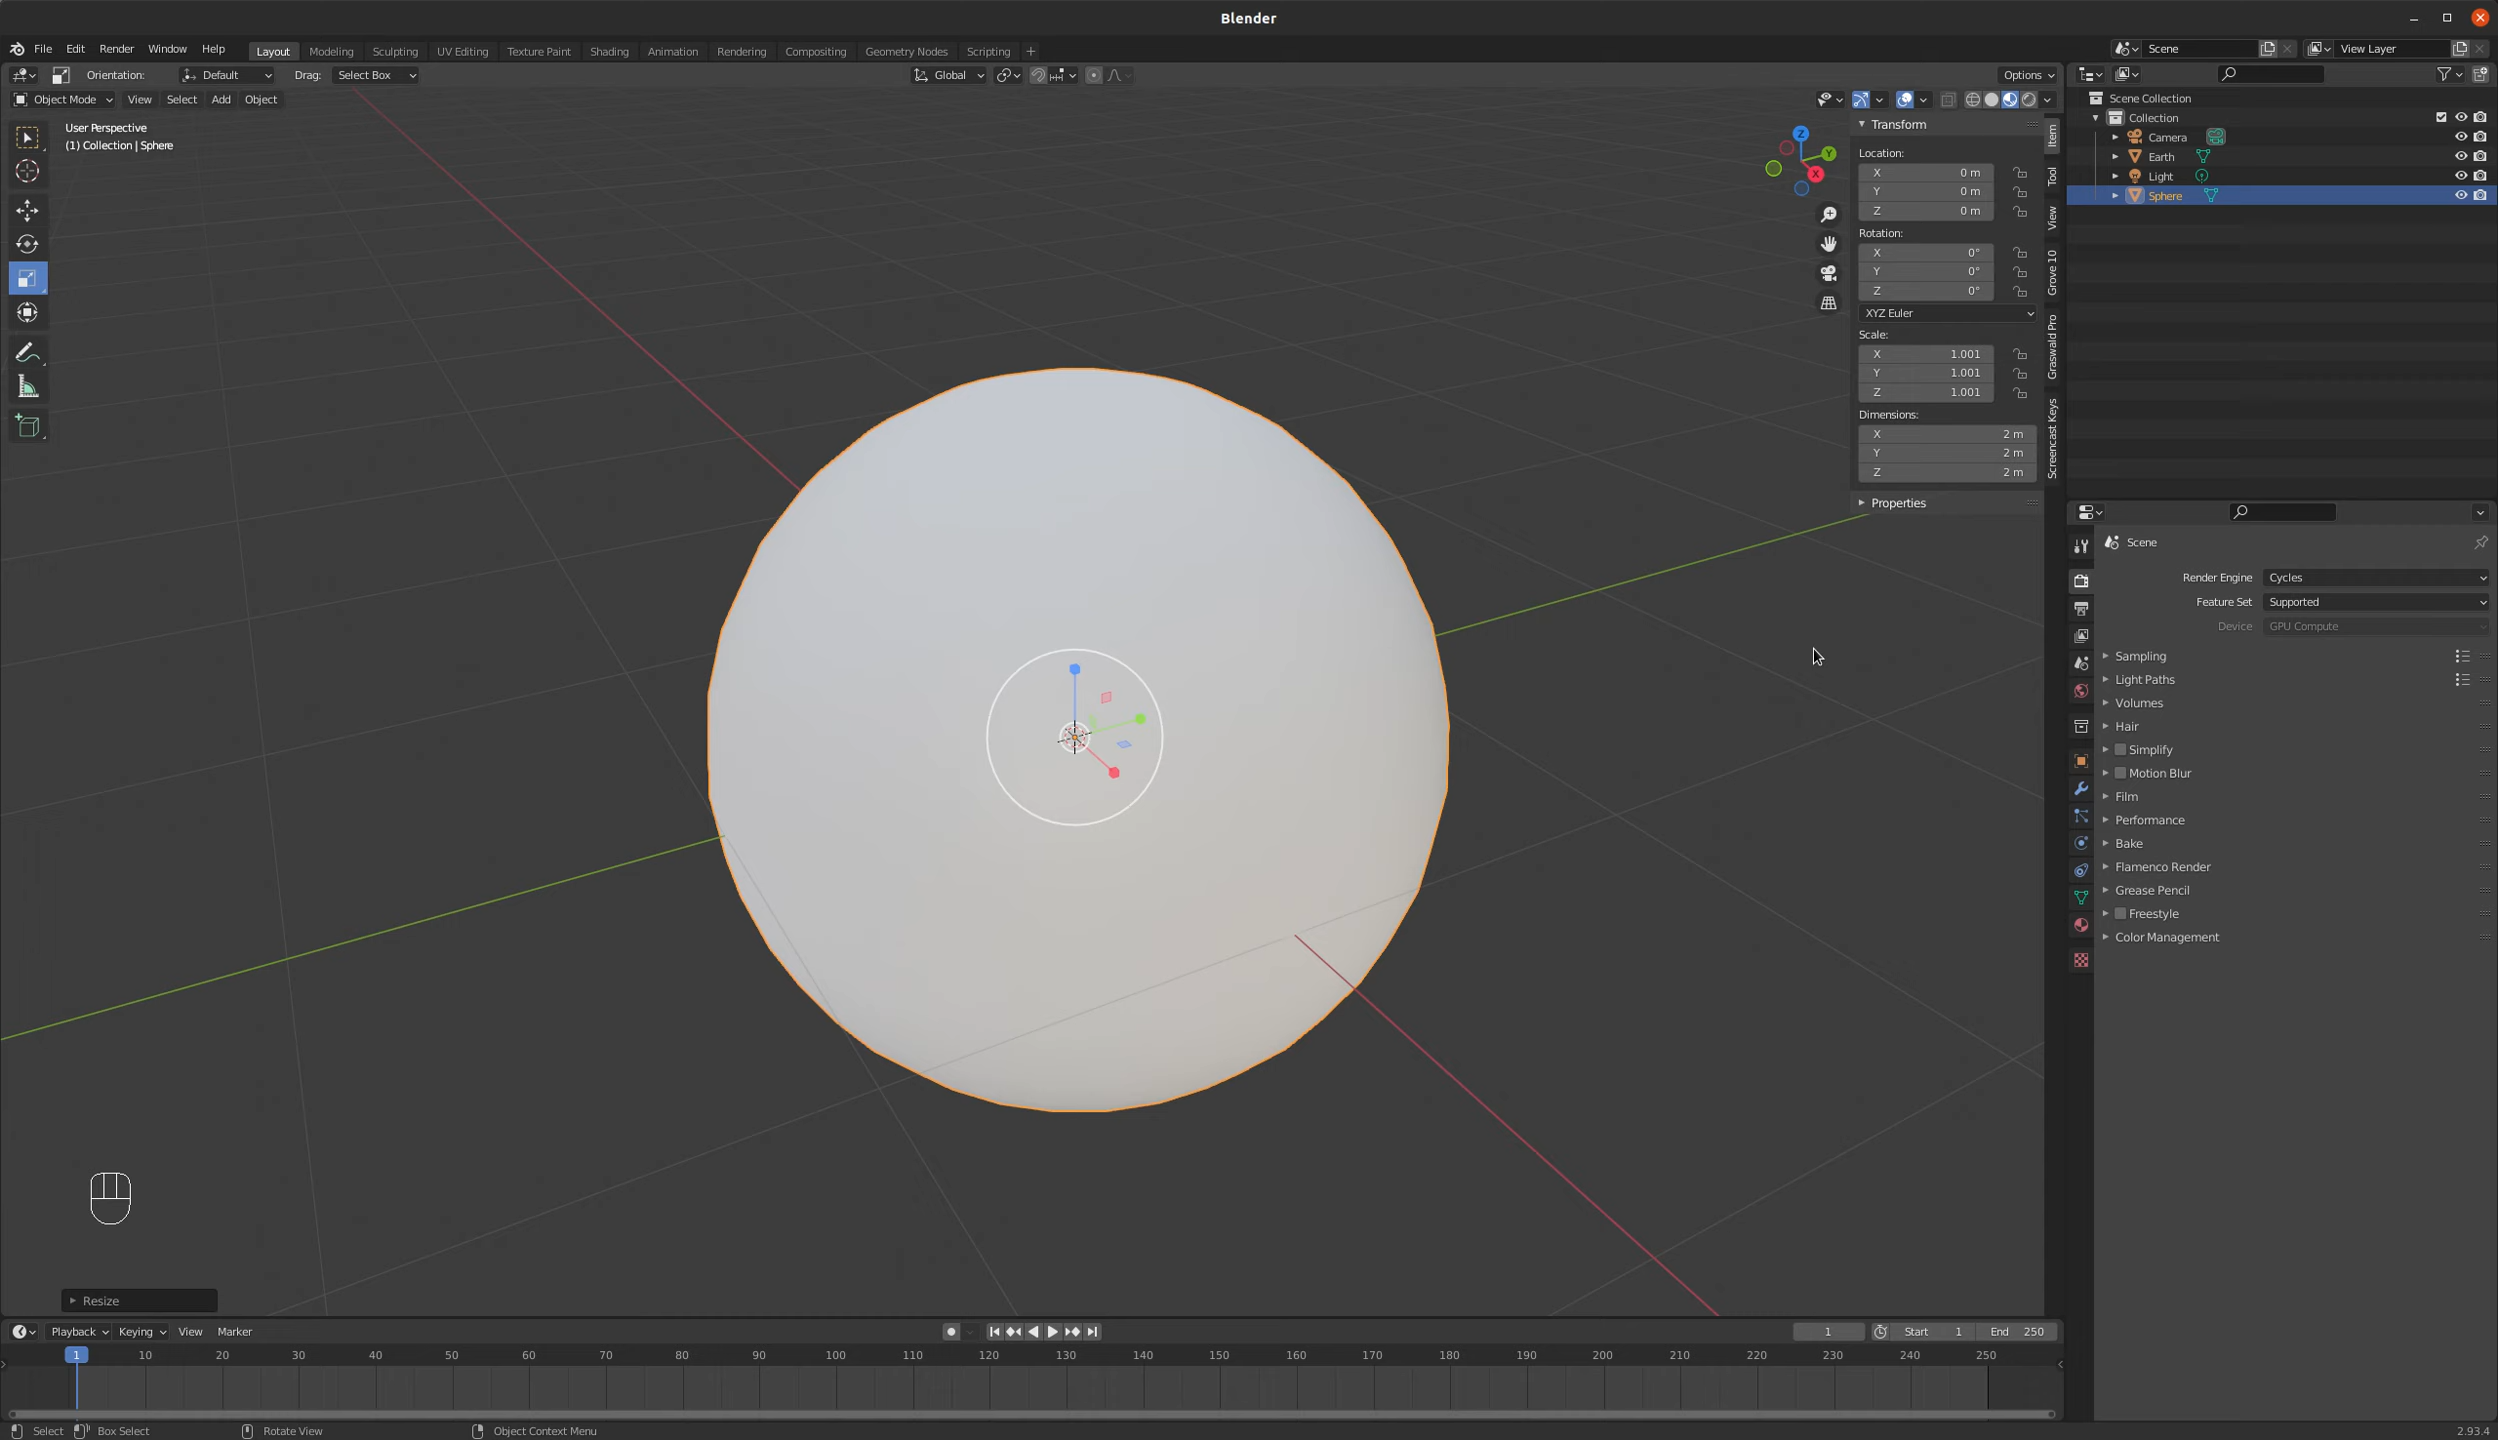 Blender
File Edit Render Window Help Layout Modeling Sculpting UV Editing Texture Paint Shading Animation Rendering Compositing Geometry Nodes Scripting + Scene View Layer
Orientation: Default Drag: Select Box Global Options
Object Mode View Select Add Object
User Perspective
(1) Collection | Sphere
Z
Y
X
Transform
Location:
X 0 m
Y 0 m
Z 0 m
Rotation:
X 0°
Y 0°
Z 0°
XYZ Euler
Scale:
X 1.001
Y 1.001
Z 1.001
Dimensions:
X 2 m
Y 2 m
Z 2 m
Properties
Item
Tool
View
Grove 10
Graswald Pro
Screencast Keys
Scene Collection
Collection
Camera
Earth
Light
Sphere
Scene
Render Engine Cycles
Feature Set Supported
Device GPU Compute
Sampling
Light Paths
Volumes
Hair
Simplify
Motion Blur
Film
Performance
Bake
Flamenco Render
Grease Pencil
Freestyle
Color Management
Resize
Playback Keying View Marker 1 Start 1 End 250
1 10 20 30 40 50 60 70 80 90 100 110 120 130 140 150 160 170 180 190 200 210 220 230 240 250
Select Box Select Rotate View Object Context Menu 2.93.4